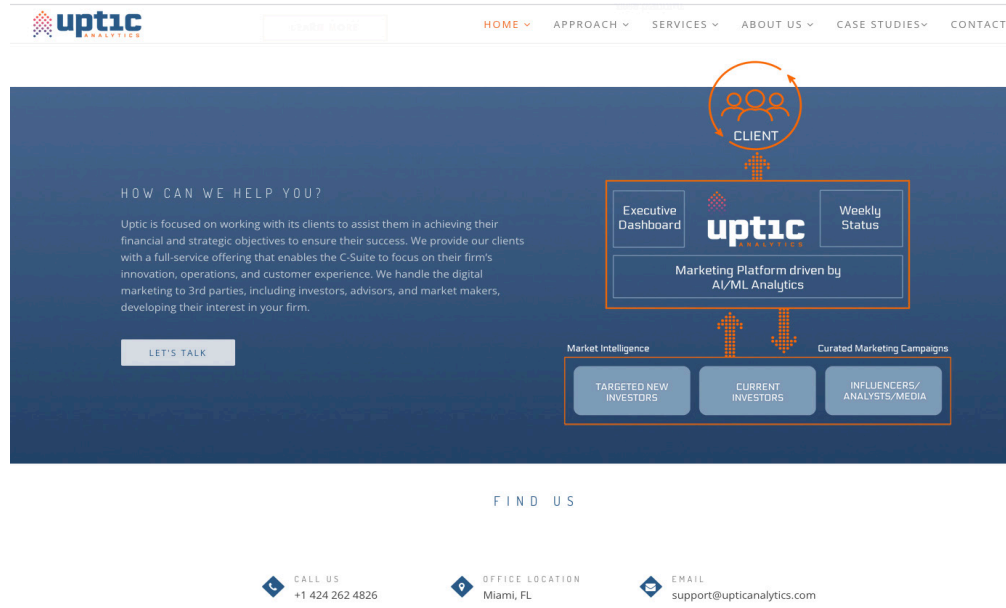 uptic
ANALYTICS
HOME
APPROACH
SERVICES
ABOUT US
CASE STUDIES
CONTACT
CLIENT
HOW CAN WE HELP YOU?
Uptic is focused on working with its clients to assist them in achieving their
financial and strategic objectives to ensure their success. We provide our clients
with a full-service offering that enables the C-Suite to focus on their firm's
innovation, operations, and customer experience. We handle the digital
marketing to 3rd parties, including investors, advisors, and market makers,
developing their interest in your firm.
LET'S TALK
Executive
Dashboard
uptic
ANALYTICS
Weekly
Status
Marketing Platform driven by
AI/ML Analytics
Market Intelligence
Curated Marketing Campaigns
TARGETED NEW
INVESTORS
CURRENT
INVESTORS
INFLUENCERS/
ANALYSTS/MEDIA
FIND US
CALL US
+1 424 262 4826
OFFICE LOCATION
Miami, FL
EMAIL
support@upticanalytics.com